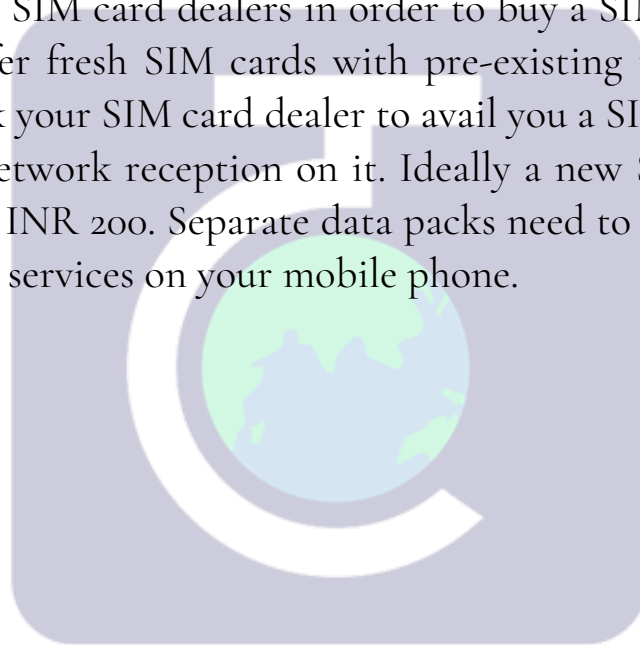 SIM card dealers in order to buy a
fresh SIM cards with pre-existing
your SIM card dealer to avail you a
reception on it. Ideally a new
INR 200. Separate data packs need to
services on your mobile phone.